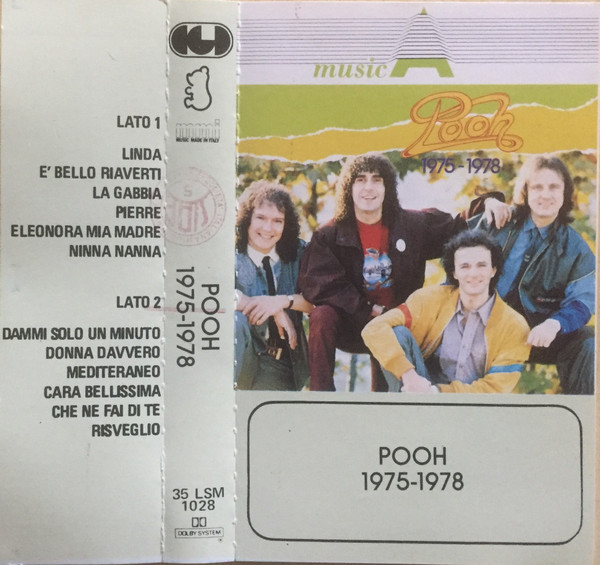 LATO 1
LINDA
E' BELLO RIAVERTI
LA GABBIA
PIERRE
ELEONORA MIA MADRE
NINNA NANNA
LATO 2
DAMMI SOLO UN MINUTO
DONNA DAVVERO
MEDITERANEO
CARA BELLISSIMA
CHE NE FAI DI TE
RISVEGLIO
CGD
MUSIC MADE IN ITALY
POOH
1975-1978
35 LSM
1028
DOLBY SYSTEM
music A
Pooh
1975-1978
POOH
1975-1978